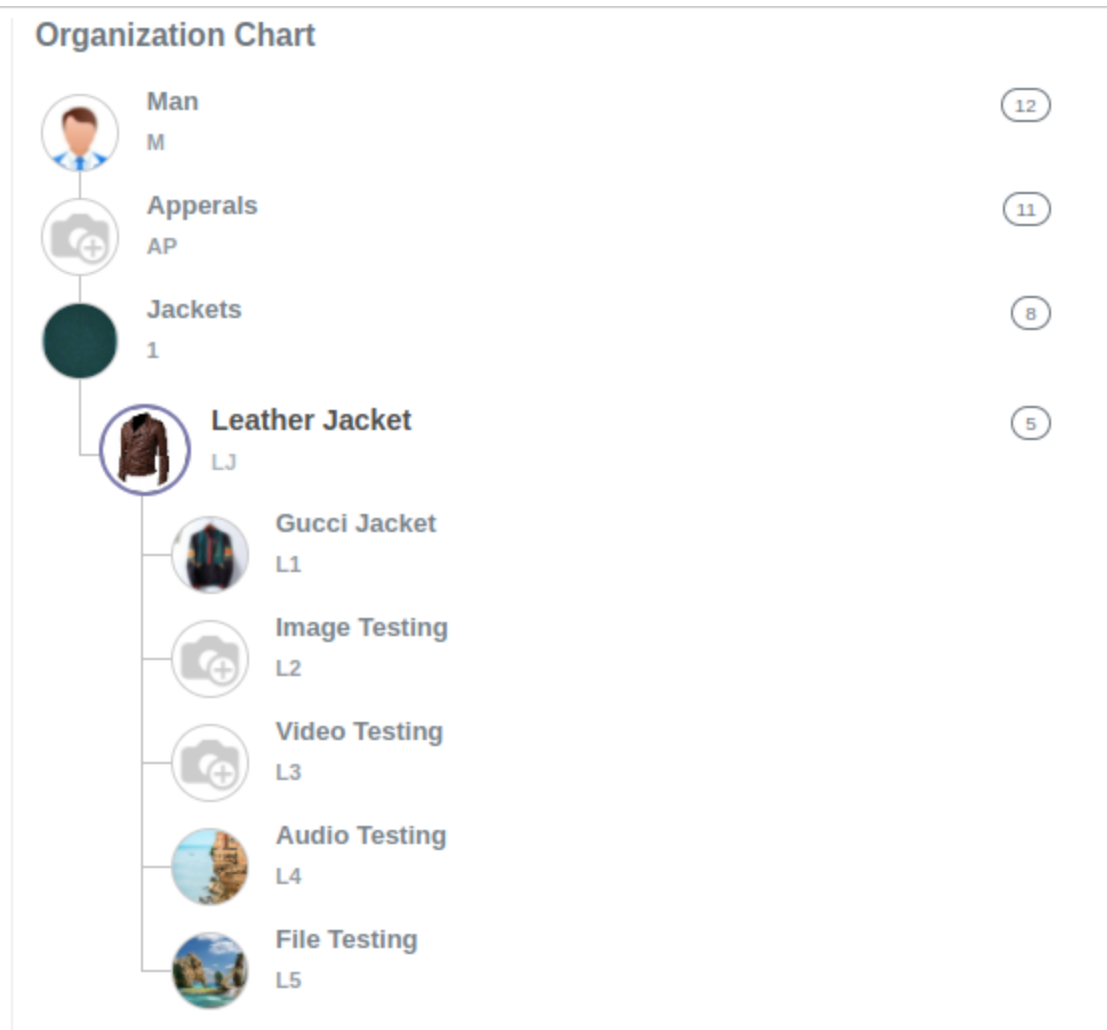 Organization Chart
Man
12
M
Apperals
11
AP
Jackets
8
1
Leather Jacket
5
LJ
Gucci Jacket
L1
Image Testing
L2
Video Testing
L3
Audio Testing
L4
File Testing
L5